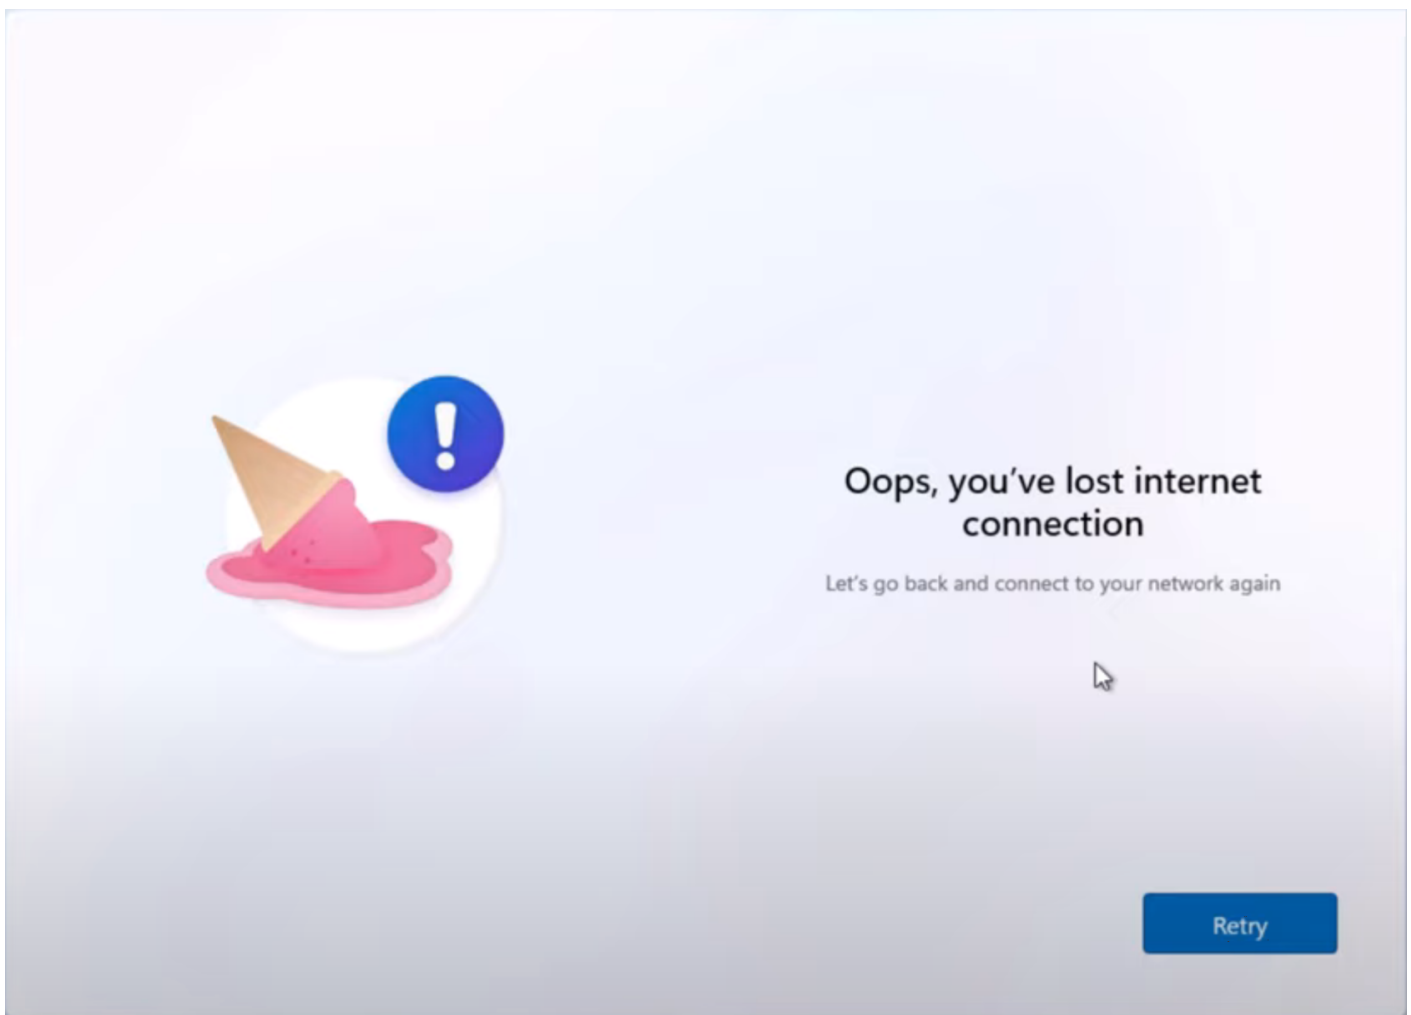 Oops, you’ve lost internet
connection
Let’s go back and connect to your network again
Retry